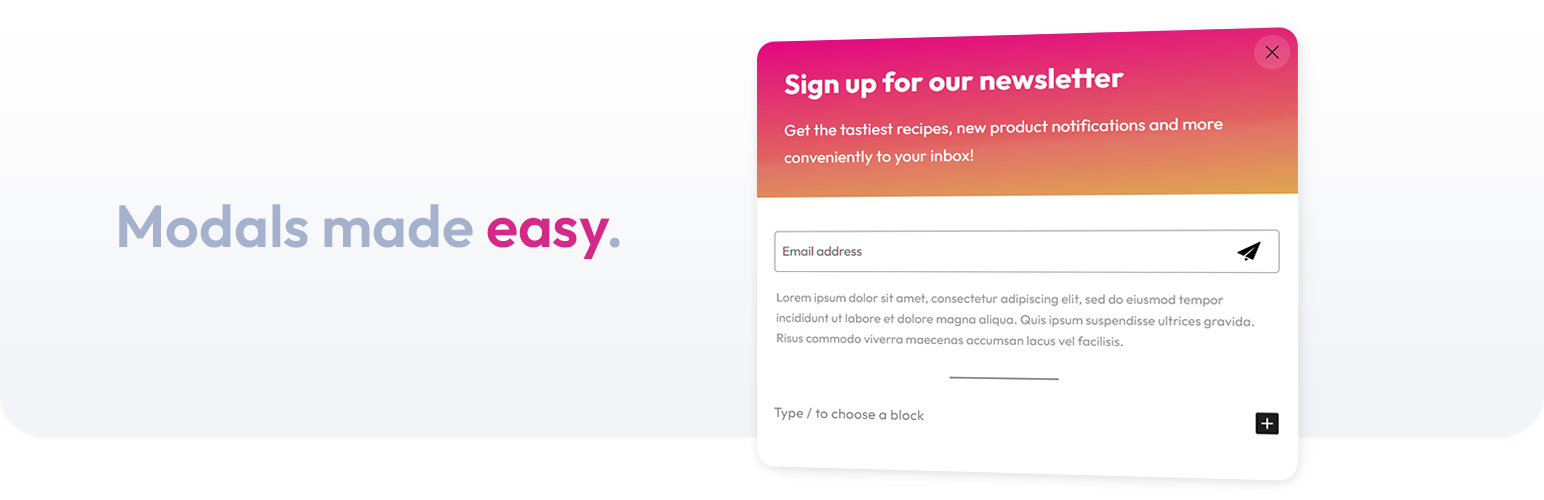 Modals made easy.
Sign up for our newsletter
Get the tastiest recipes, new product notifications and more
conveniently to your inbox!
Email address
Lorem ipsum dolor sit amet, consectetur adipiscing elit, sed do eiusmod tempor
incididunt ut labore et dolore magna aliqua. Quis ipsum suspendisse ultrices gravida.
Risus commodo viverra maecenas accumsan lacus vel facilisis.
Type / to choose a block